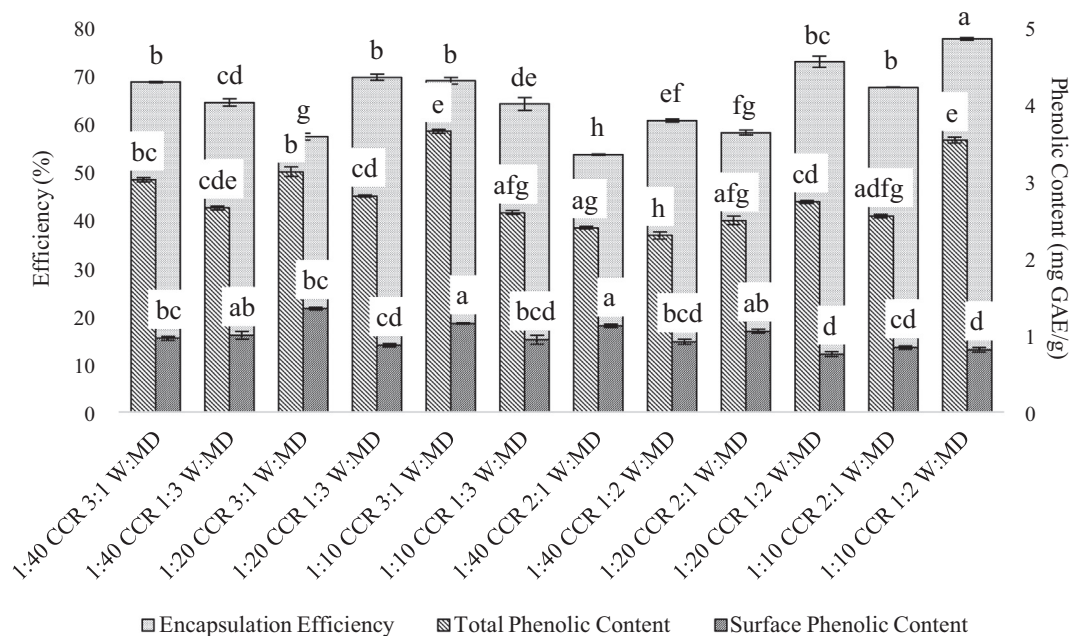 80
70
60
50
40
30
20
10
0
Efficiency (%)
5
4
3
2
1
0
Phenolic Content (mg GAE/g)
b
cd
g
b
b
de
h
ef
fg
bc
b
a
bc
cde
b
cd
e
afg
ag
h
afg
cd
adfg
e
bc
ab
bc
cd
a
bcd
a
bcd
ab
d
cd
d
1:40 CCR 3:1 W:MD
1:40 CCR 1:3 W:MD
1:20 CCR 3:1 W:MD
1:20 CCR 1:3 W:MD
1:10 CCR 3:1 W:MD
1:10 CCR 1:3 W:MD
1:40 CCR 2:1 W:MD
1:40 CCR 1:2 W:MD
1:20 CCR 2:1 W:MD
1:20 CCR 1:2 W:MD
1:10 CCR 2:1 W:MD
1:10 CCR 1:2 W:MD
Encapsulation Efficiency
Total Phenolic Content
Surface Phenolic Content